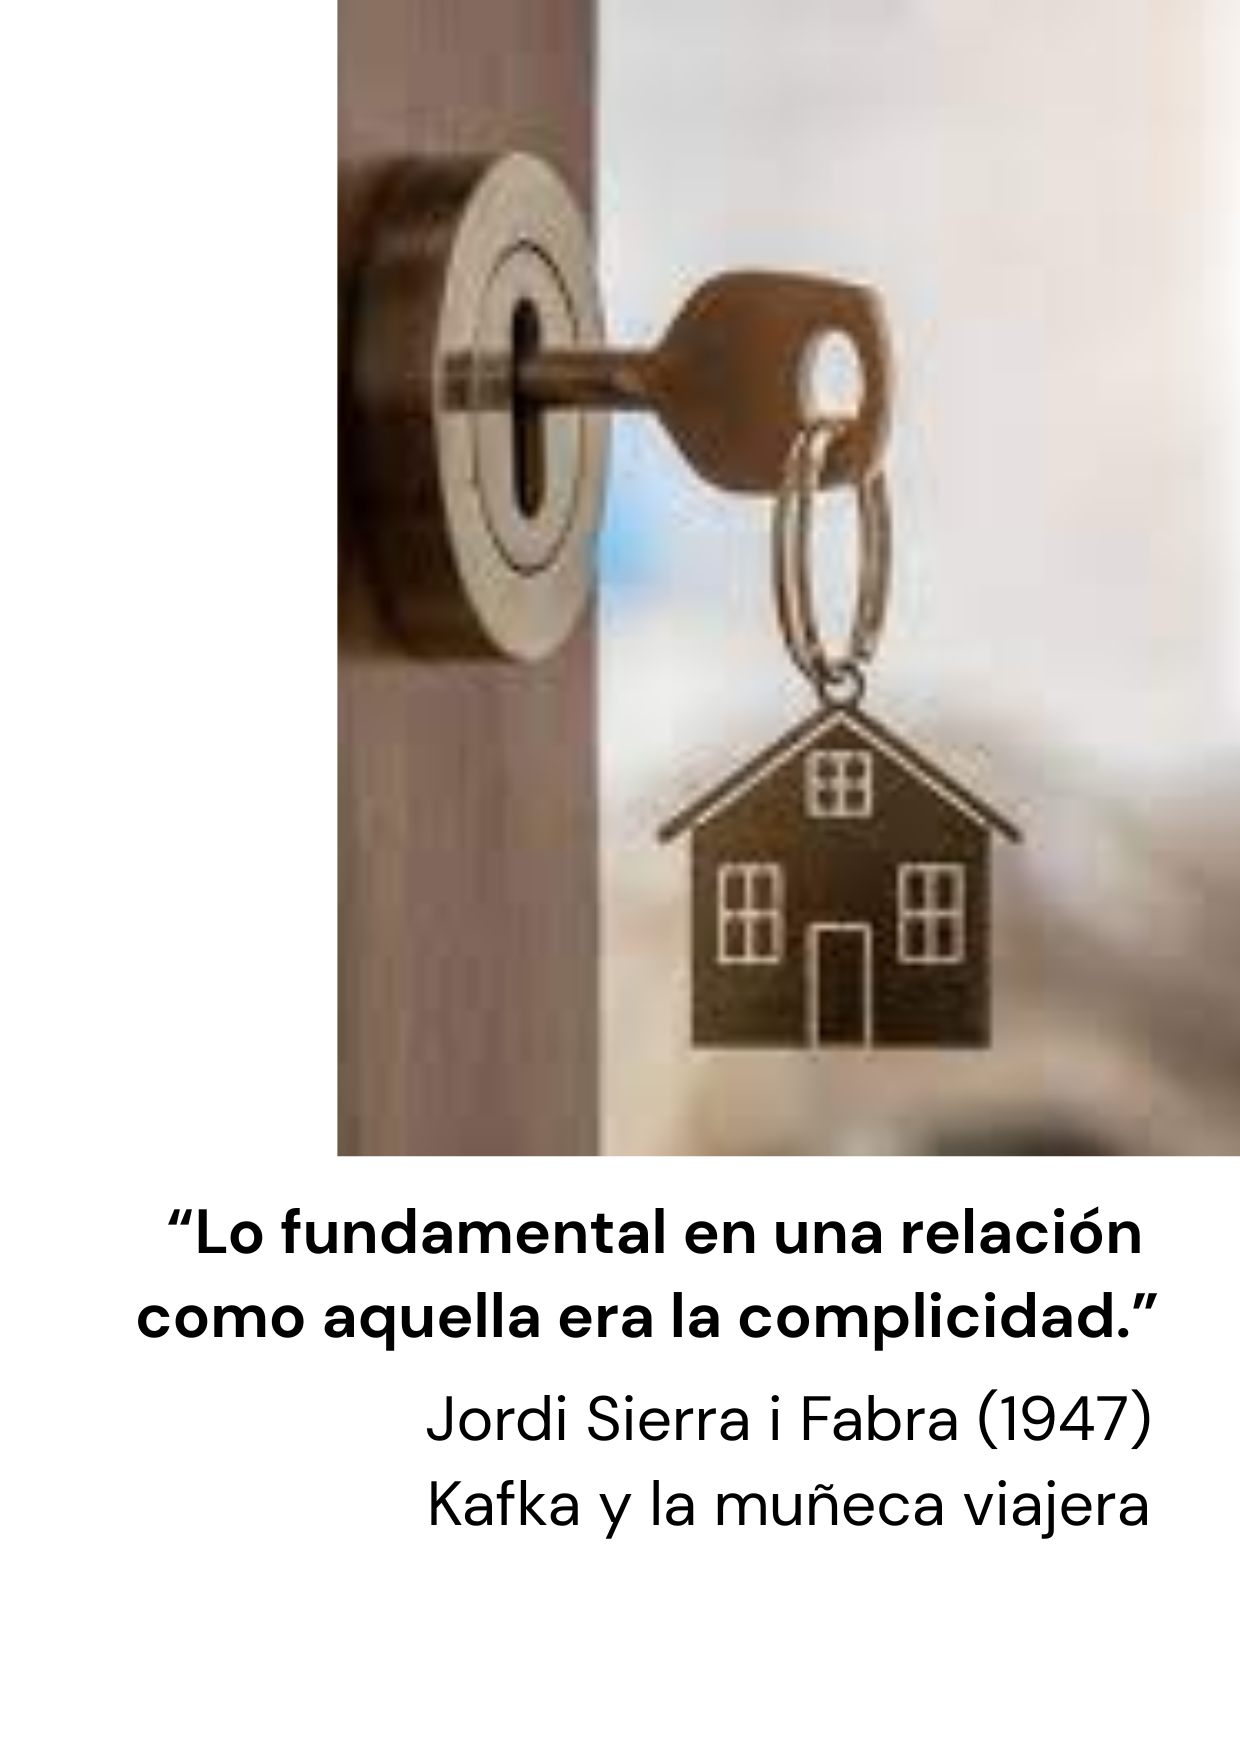 “Lo fundamental en una relación
como aquella era la complicidad.”
Jordi Sierra i Fabra (1947)
Kafka y la muñeca viajera